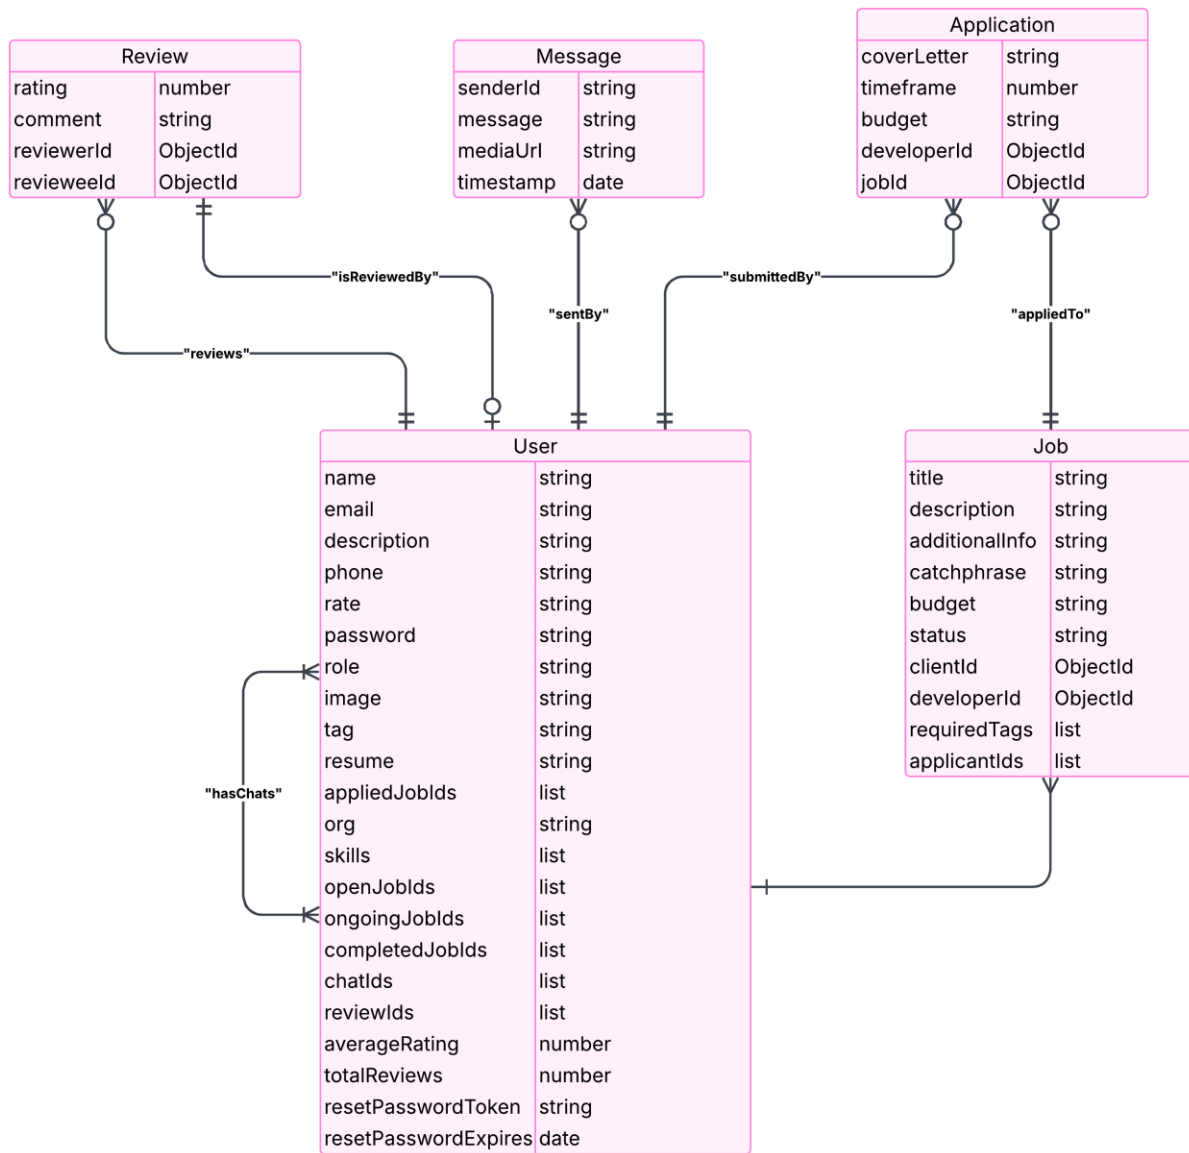 Review
rating number
comment string
reviewerId ObjectId
revieweeId ObjectId
Message
senderId string
message string
mediaUrl string
timestamp date
Application
coverLetter string
timeframe number
budget string
developerId ObjectId
jobId ObjectId
"isReviewedBy"
"submittedBy"
"sentBy"
"appliedTo"
"reviews"
User
name string
email string
description string
phone string
rate string
password string
role string
image string
tag string
resume string
appliedJobIds list
org string
skills list
openJobIds list
ongoingJobIds list
completedJobIds list
chatIds list
reviewIds list
averageRating number
totalReviews number
resetPasswordToken string
resetPasswordExpires date
"hasChats"
Job
title string
description string
additionalInfo string
catchphrase string
budget string
status string
clientId ObjectId
developerId ObjectId
requiredTags list
applicantIds list